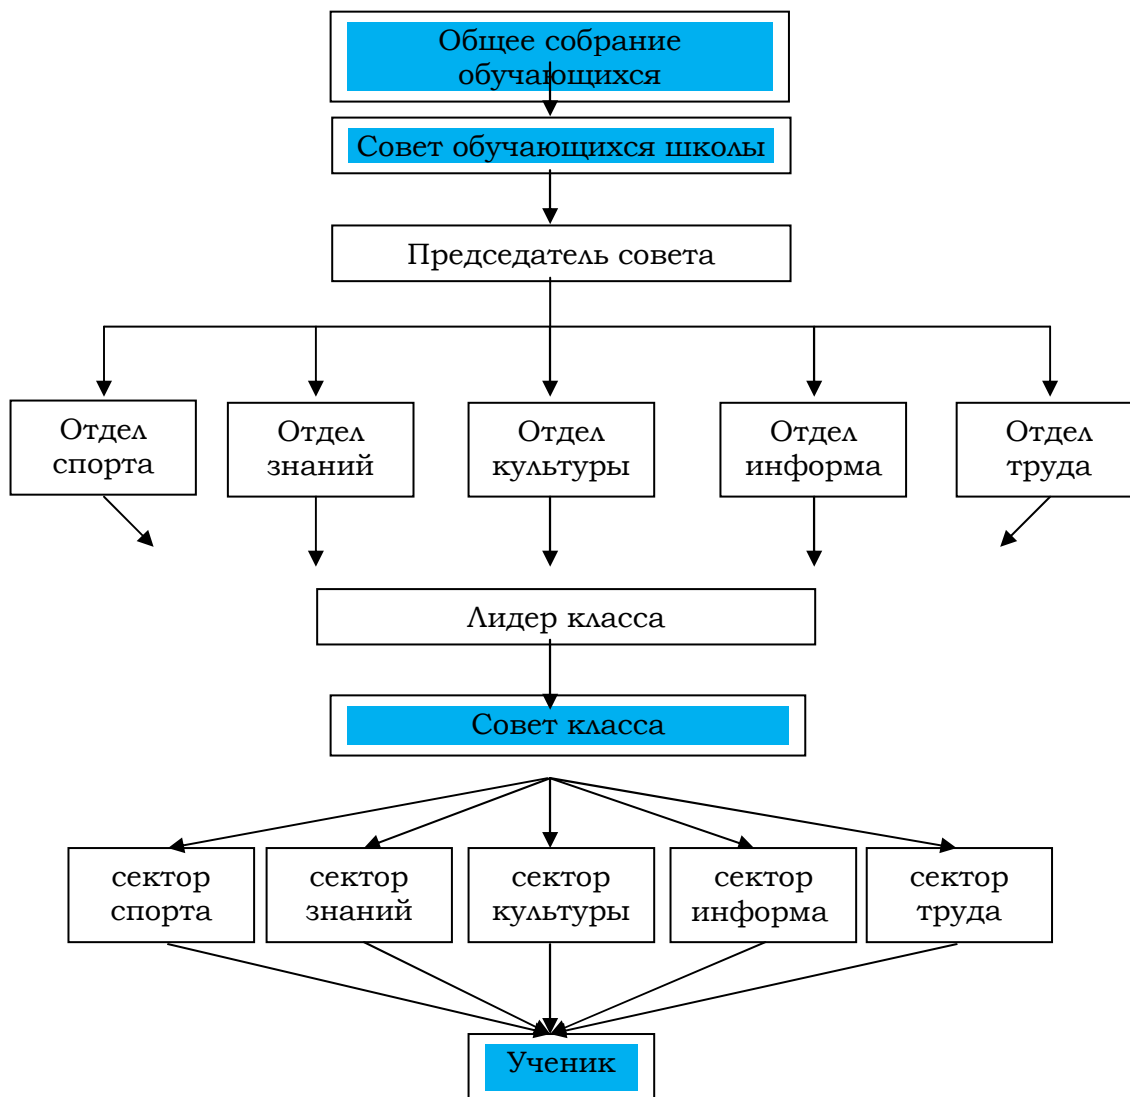 Общее собрание
обучающихся
Совет обучающихся школы
Председатель совета
Отдел
спорта
Отдел
знаний
Отдел
культуры
Отдел
информа
Отдел
труда
Лидер класса
Совет класса
сектор
спорта
сектор
знаний
сектор
культуры
сектор
информа
сектор
труда
Ученик